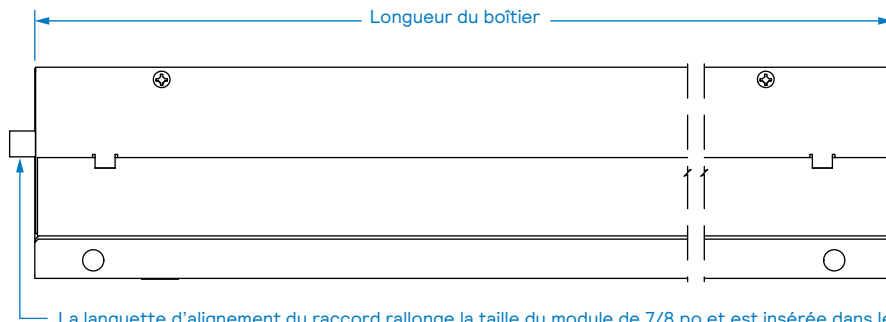 Longueur du boîtier
La languette d'alignement du raccord rallonge la taille du module de 7/8 po et est insérée dans le